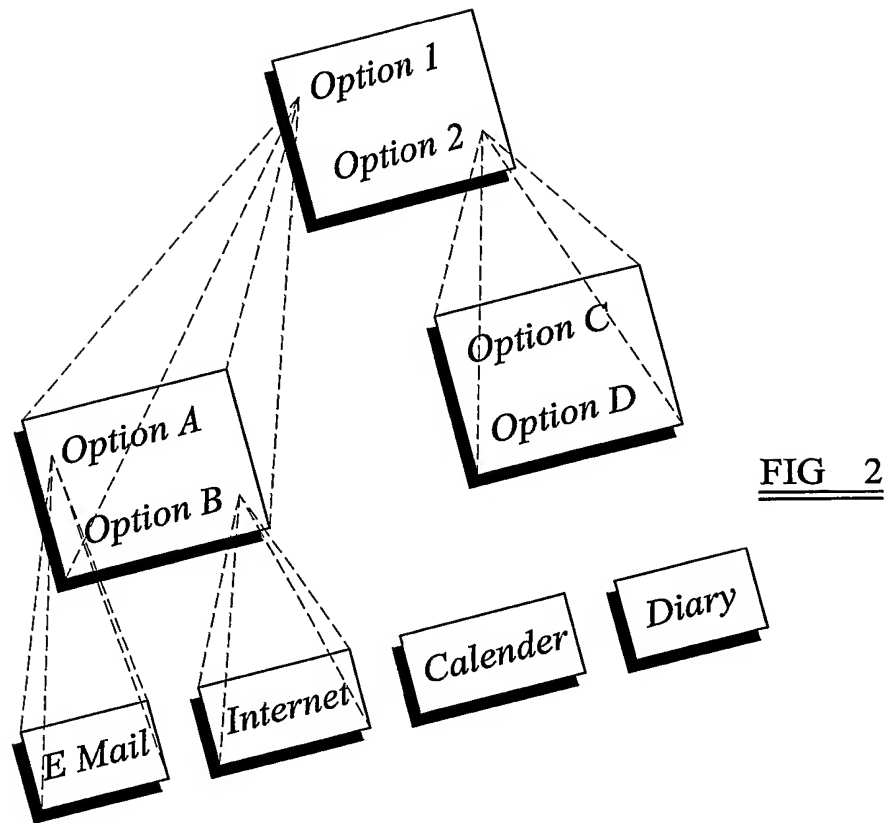 Option 1
Option 2
Option C
Option D
Option A
Option B
FIG 2
Diary
Calender
Internet
E Mail